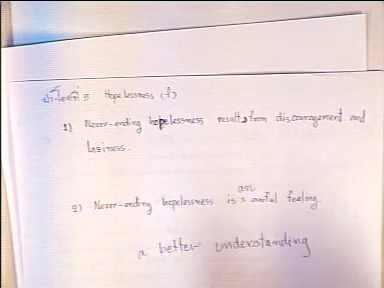 5 Hopelessness (f)
1) Never-ending hopelessness results from discouragement and
laziness.
an
2) Never-ending hopelessness is awful feeling.
a better understanding